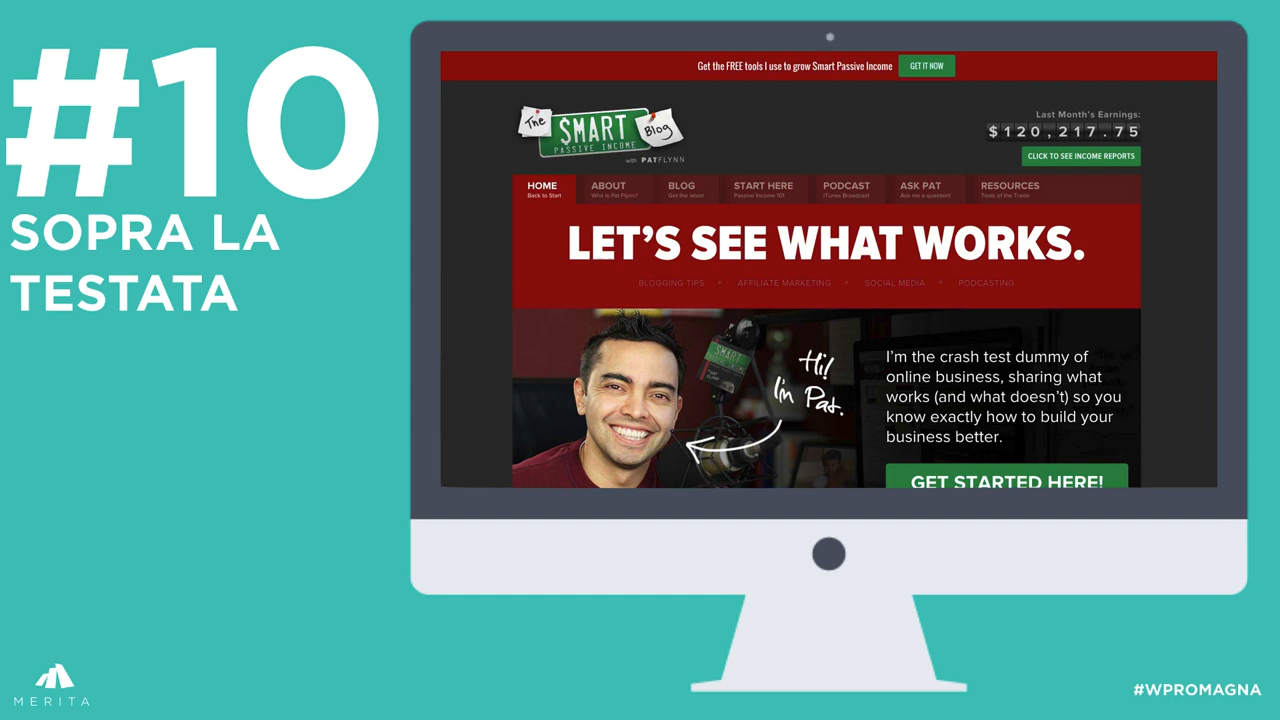 #10
SOPRA LA
TESTATA
Get the FREE tools I use to grow Smart Passive Income
GET IT NOW
The
$MART
Blog
PASSIVE INCOME
with PATFLYNN
Last Month's Earnings:
$120,217.75
CLICK TO SEE INCOME REPORTS
HOME
Back to Start
ABOUT
Who Is Pat Flynn?
BLOG
Get the latest
START HERE
Passive Income 101
PODCAST
iTunes Broadcast
ASK PAT
Ask me a question!
RESOURCES
Tools of the Trade
LET'S SEE WHAT WORKS.
BLOGGING TIPS • AFFILIATE MARKETING • SOCIAL MEDIA • PODCASTING
SMART
Hi!
I'm Pat.
I'm the crash test dummy of
online business, sharing what
works (and what doesn't) so you
know exactly how to build your
business better.
GET STARTED HERE!
MERITA
#WPROMAGNA